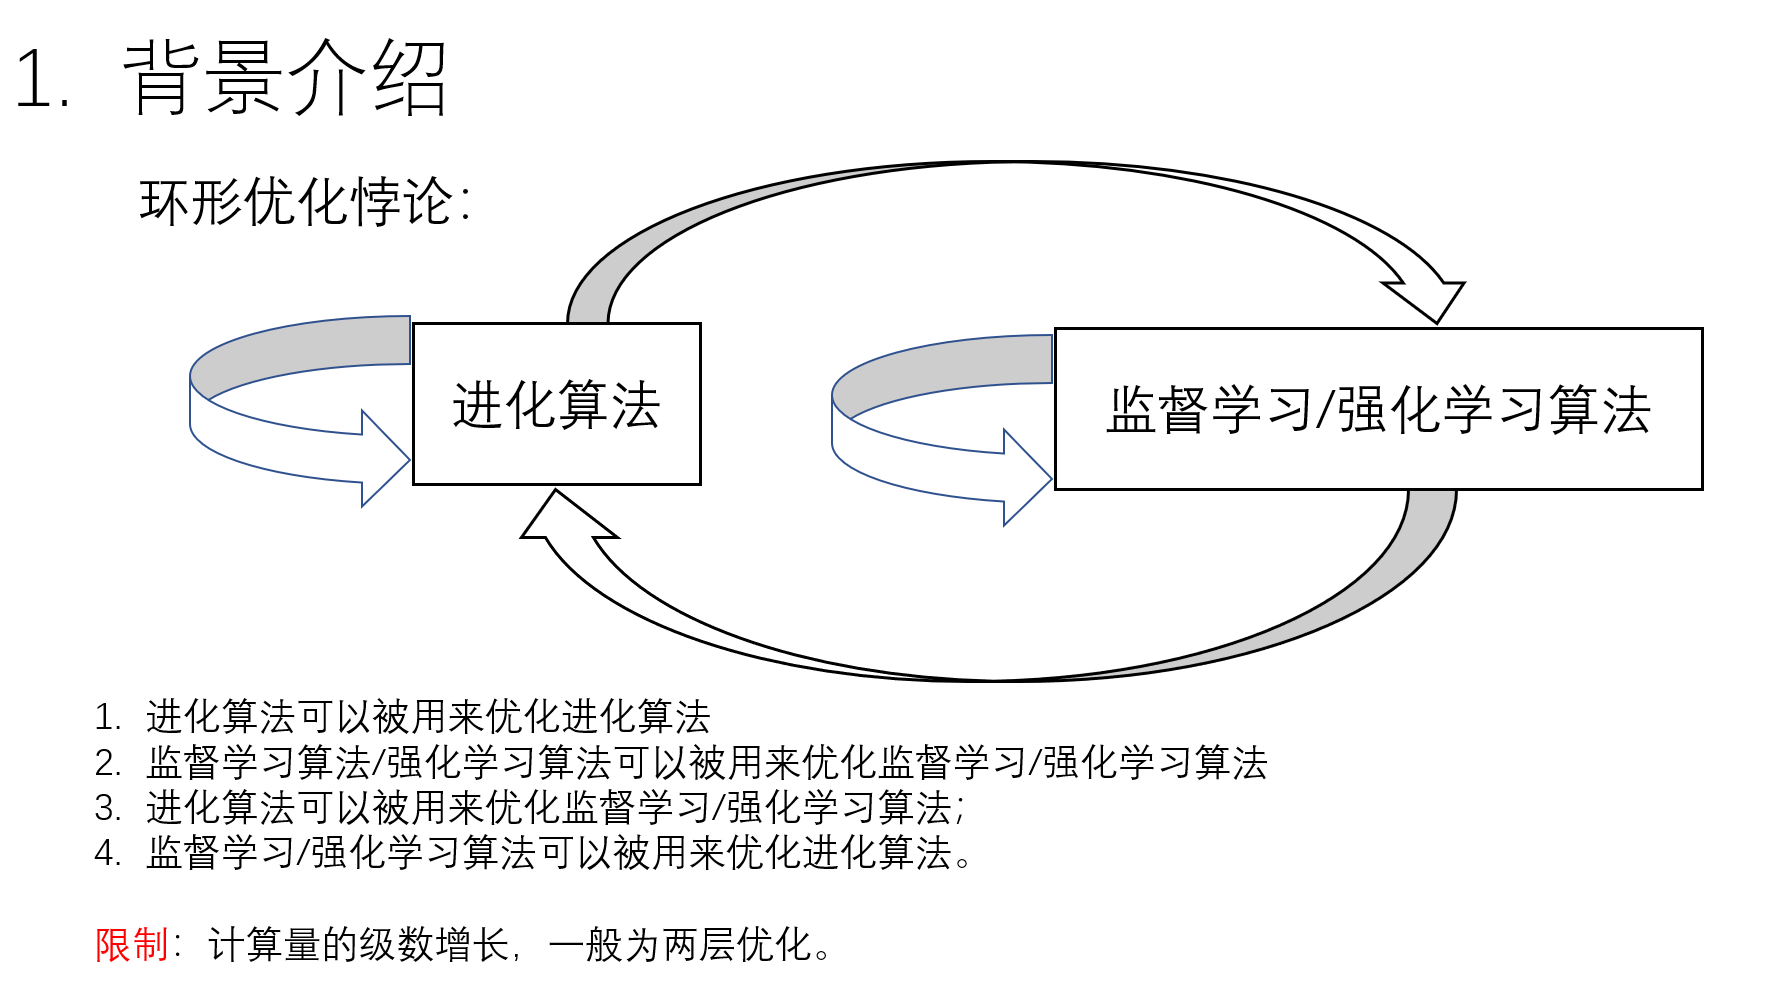 1. 背景介绍
环形优化悖论：
进化算法
监督学习/强化学习算法
1. 进化算法可以被用来优化进化算法
2. 监督学习算法/强化学习算法可以被用来优化监督学习/强化学习算法
3. 进化算法可以被用来优化监督学习/强化学习算法；
4. 监督学习/强化学习算法可以被用来优化进化算法。
限制：计算量的级数增长，一般为两层优化。